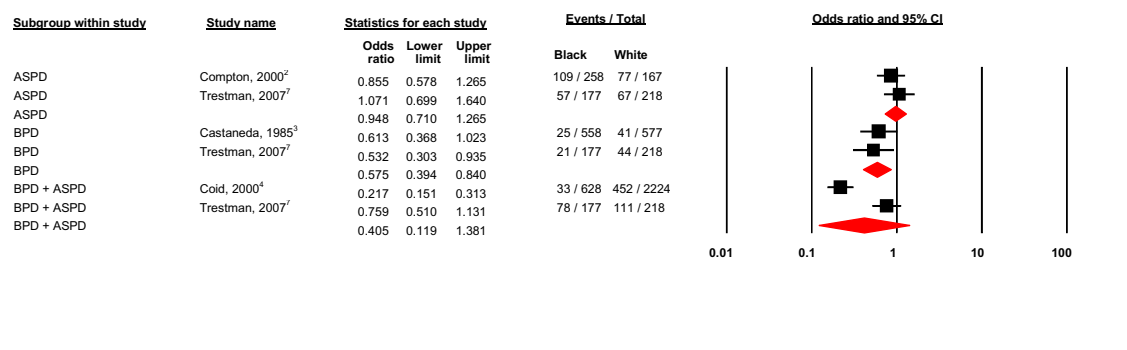 Subgroup within study Study name Statistics for each study Events / Total Odds ratio and 95% CI
Odds Lower Upper
ratio limit limit Black White
ASPD Compton, 2000² 0.855 0.578 1.265 109 / 258 77 / 167
ASPD Trestman, 2007⁷ 1.071 0.699 1.640 57 / 177 67 / 218
ASPD 0.948 0.710 1.265
BPD Castaneda, 1985³ 0.613 0.368 1.023 25 / 558 41 / 577
BPD Trestman, 2007⁷ 0.532 0.303 0.935 21 / 177 44 / 218
BPD 0.575 0.394 0.840
BPD + ASPD Coid, 2000⁴ 0.217 0.151 0.313 33 / 628 452 / 2224
BPD + ASPD Trestman, 2007⁷ 0.759 0.510 1.131 78 / 177 111 / 218
BPD + ASPD 0.405 0.119 1.381
0.01 0.1 1 10 100